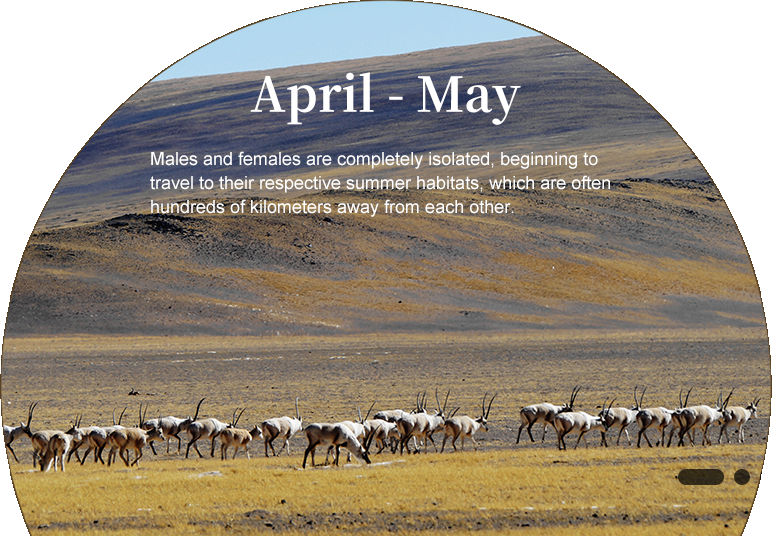 April - May
Males and females are completely isolated, beginning to
travel to their respective summer habitats, which are often
hundreds of kilometers away from each other.